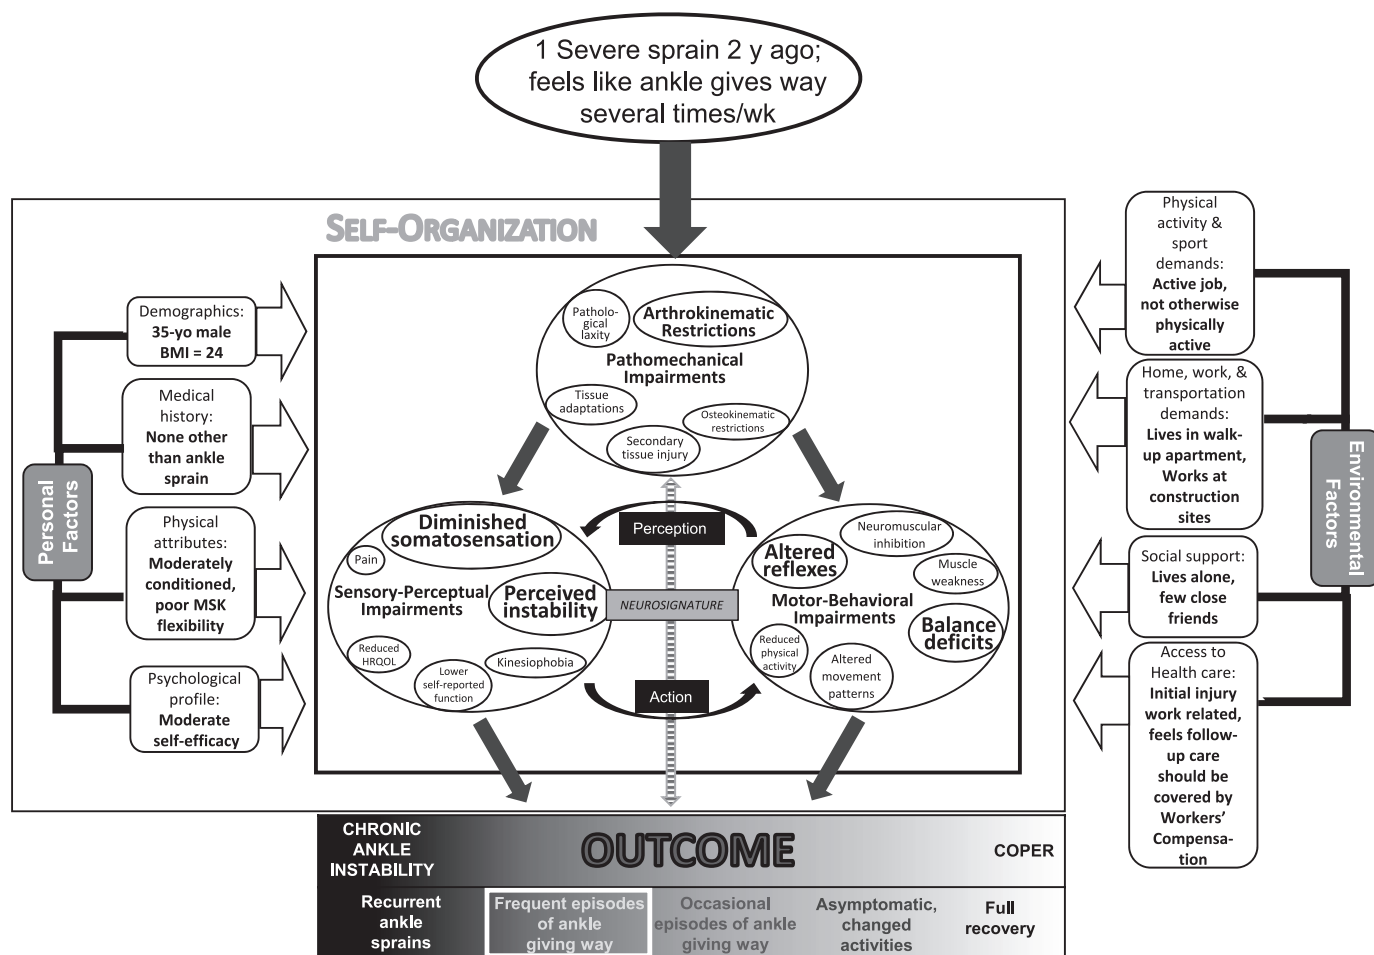 1 Severe sprain 2 y ago;
feels like ankle gives way
several times/wk
SELF-ORGANIZATION
Personal
Factors
Demographics:
35-yo male
BMI = 24
Medical
history:
None other
than ankle
sprain
Physical
attributes:
Moderately
conditioned,
poor MSK
flexibility
Psychological
profile:
Moderate
self-efficacy
Patholo-
gical
laxity
Arthrokinematic
Restrictions
Pathomechanical
Impairments
Tissue
adaptations
Osteokinematic
restrictions
Secondary
tissue injury
Diminished
somatosensation
Pain
Sensory-Perceptual
Impairments
Perceived
instability
Reduced
HRQOL
Lower
self-reported
function
Kinesiophobia
Perception
NEUROSIGNATURE
Action
Neuromuscular
inhibition
Altered
reflexes
Muscle
weakness
Motor-Behavioral
Impairments
Balance
deficits
Reduced
physical
activity
Altered
movement
patterns
Physical
activity &
sport
demands:
Active job,
not otherwise
physically
active
Home, work, &
transportation
demands:
Lives in walk-
up apartment,
Works at
construction
sites
Social support:
Lives alone,
few close
friends
Access to
Health care:
Initial injury
work related,
feels follow-
up care
should be
covered by
Workers'
Compensa-
tion
Environmental
Factors
CHRONIC
ANKLE
INSTABILITY
OUTCOME
COPER
Recurrent
ankle
sprains
Frequent episodes
of ankle
giving way
Occasional
episodes of ankle
giving way
Asymptomatic,
changed
activities
Full
recovery